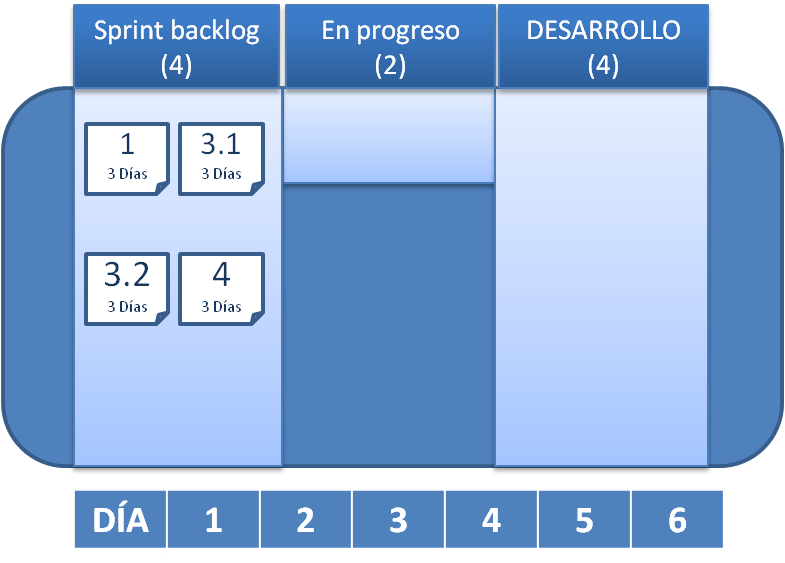 Sprint backlog
(4)
En progreso
(2)
DESARROLLO
(4)
1
3 Días
3.1
3 Días
3.2
3 Días
4
3 Días
DÍA 1 2 3 4 5 6